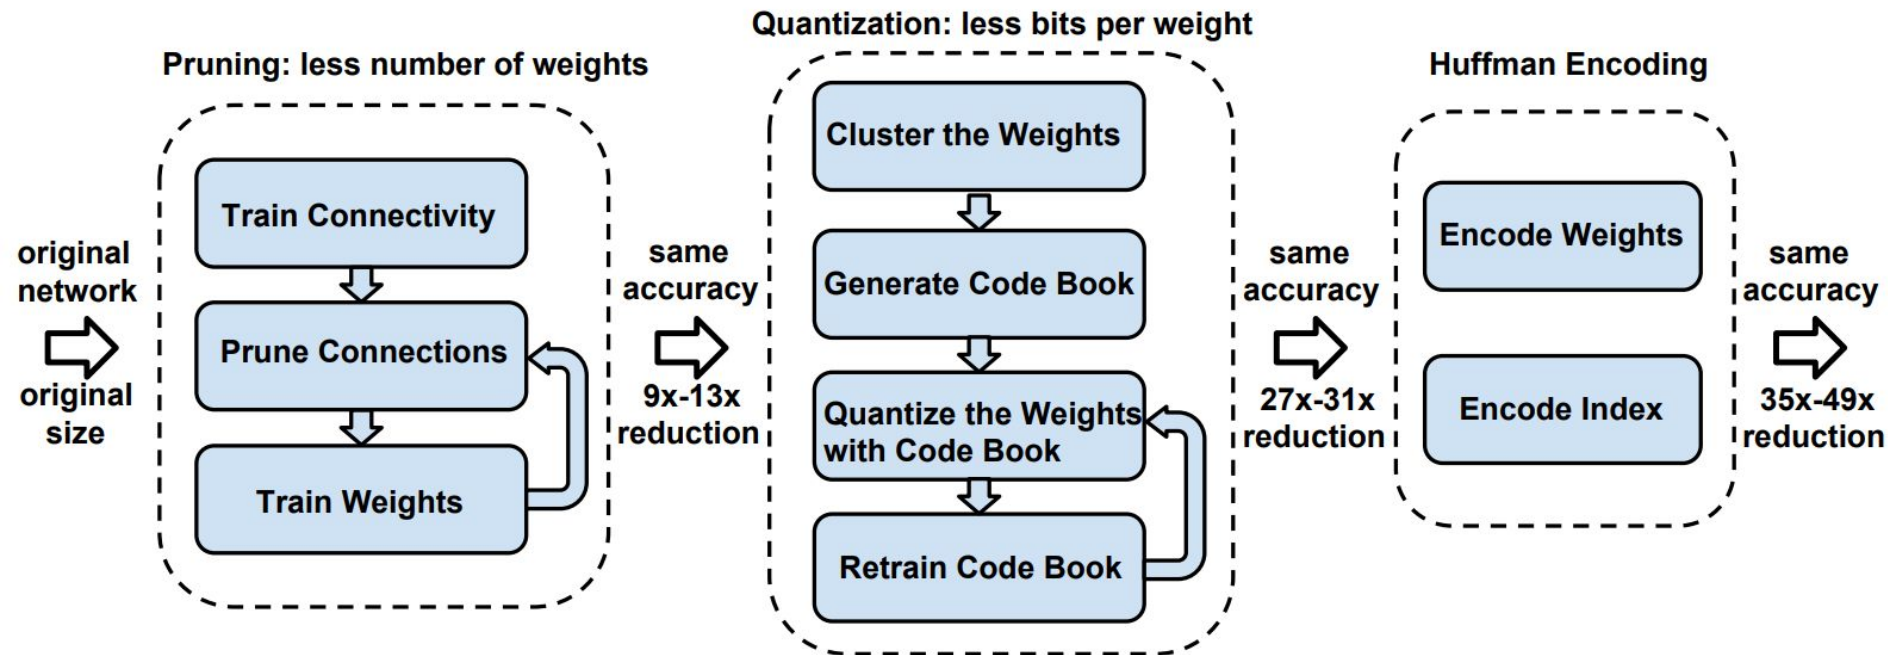 original
network
original
size
Pruning: less number of weights
Train Connectivity
Prune Connections
Train Weights
same
accuracy
9x-13x
reduction
Quantization: less bits per weight
Cluster the Weights
Generate Code Book
Quantize the Weights
with Code Book
Retrain Code Book
same
accuracy
27x-31x
reduction
Huffman Encoding
Encode Weights
Encode Index
same
accuracy
35x-49x
reduction